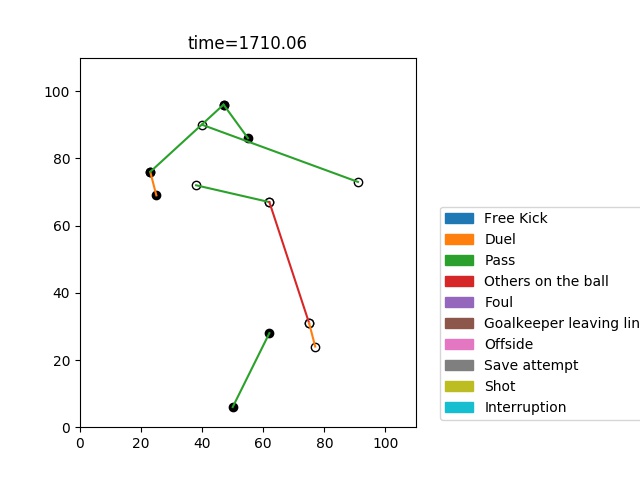 time=1710.06
100
80
60
40
20
0
0 20 40 60 80 100
Free Kick
Duel
Pass
Others on the ball
Foul
Goalkeeper leaving lin
Offside
Save attempt
Shot
Interruption